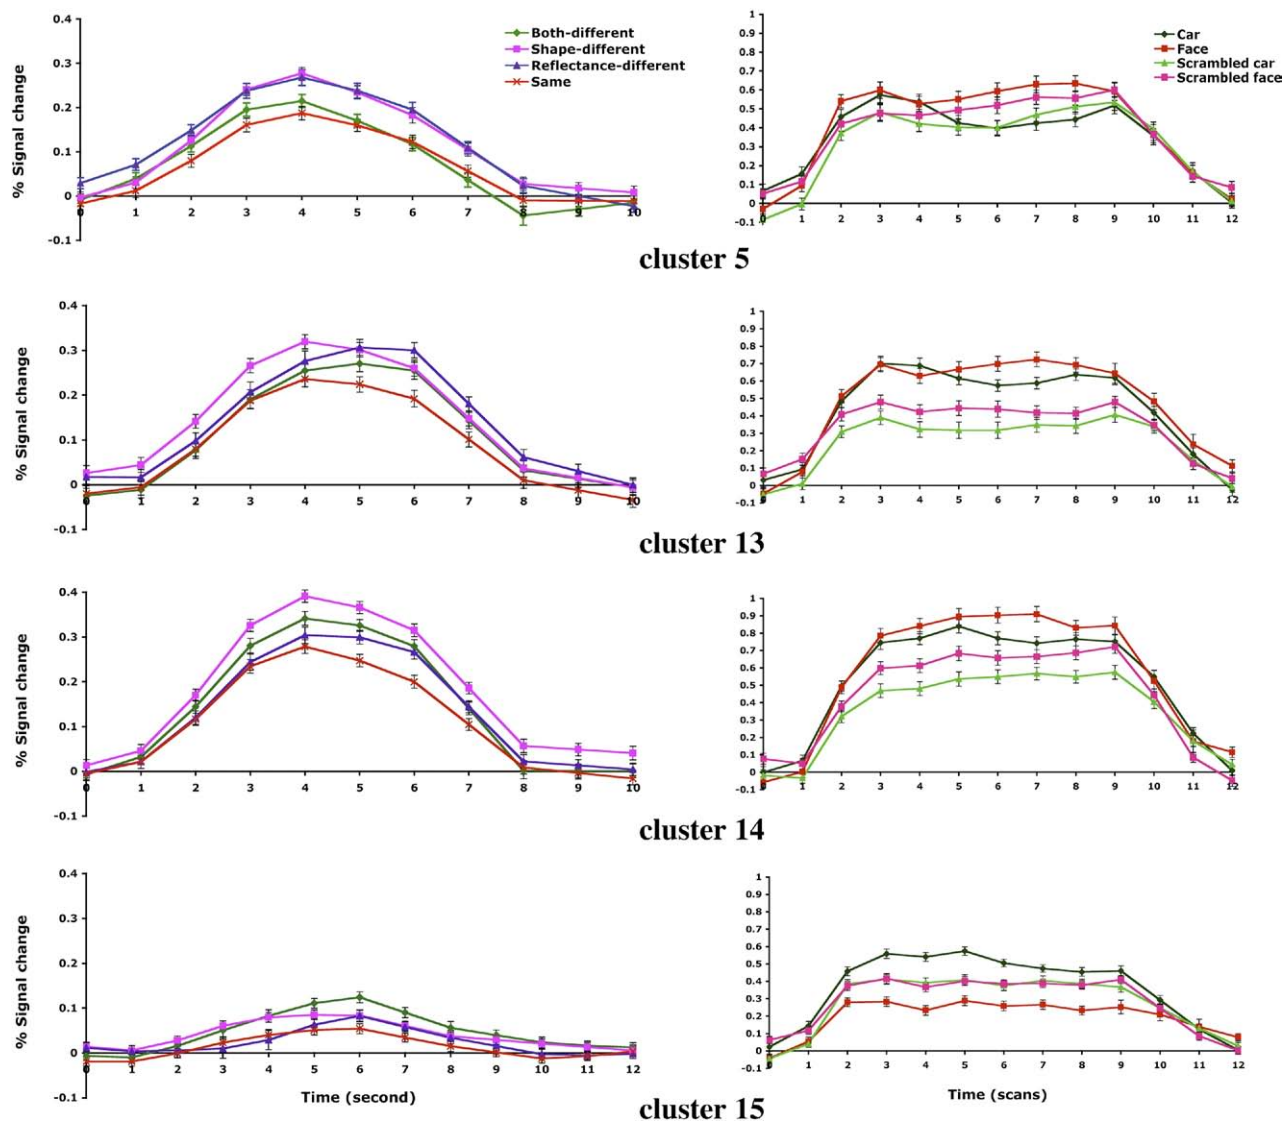 0.4
0.3
0.2
0.1
0
-0.1
% Signal change
0 1 2 3 4 5 6 7 8 9 10
Both-different
Shape-different
Reflectance-different
Same
1
0.9
0.8
0.7
0.6
0.5
0.4
0.3
0.2
0.1
0
-0.1
0 1 2 3 4 5 6 7 8 9 10 11 12
Car
Face
Scrambled car
Scrambled face
cluster 5
0.4
0.3
0.2
0.1
0
-0.1
% Signal change
0 1 2 3 4 5 6 7 8 9 10
1
0.9
0.8
0.7
0.6
0.5
0.4
0.3
0.2
0.1
0
-0.1
0 1 2 3 4 5 6 7 8 9 10 11 12
cluster 13
0.4
0.3
0.2
0.1
0
-0.1
% Signal change
0 1 2 3 4 5 6 7 8 9 10
1
0.9
0.8
0.7
0.6
0.5
0.4
0.3
0.2
0.1
0
-0.1
0 1 2 3 4 5 6 7 8 9 10 11 12
cluster 14
0.4
0.3
0.2
0.1
0
-0.1
% Signal change
0 1 2 3 4 5 6 7 8 9 10 11 12
Time (second)
1
0.9
0.8
0.7
0.6
0.5
0.4
0.3
0.2
0.1
0
-0.1
0 1 2 3 4 5 6 7 8 9 10 11 12
Time (scans)
cluster 15